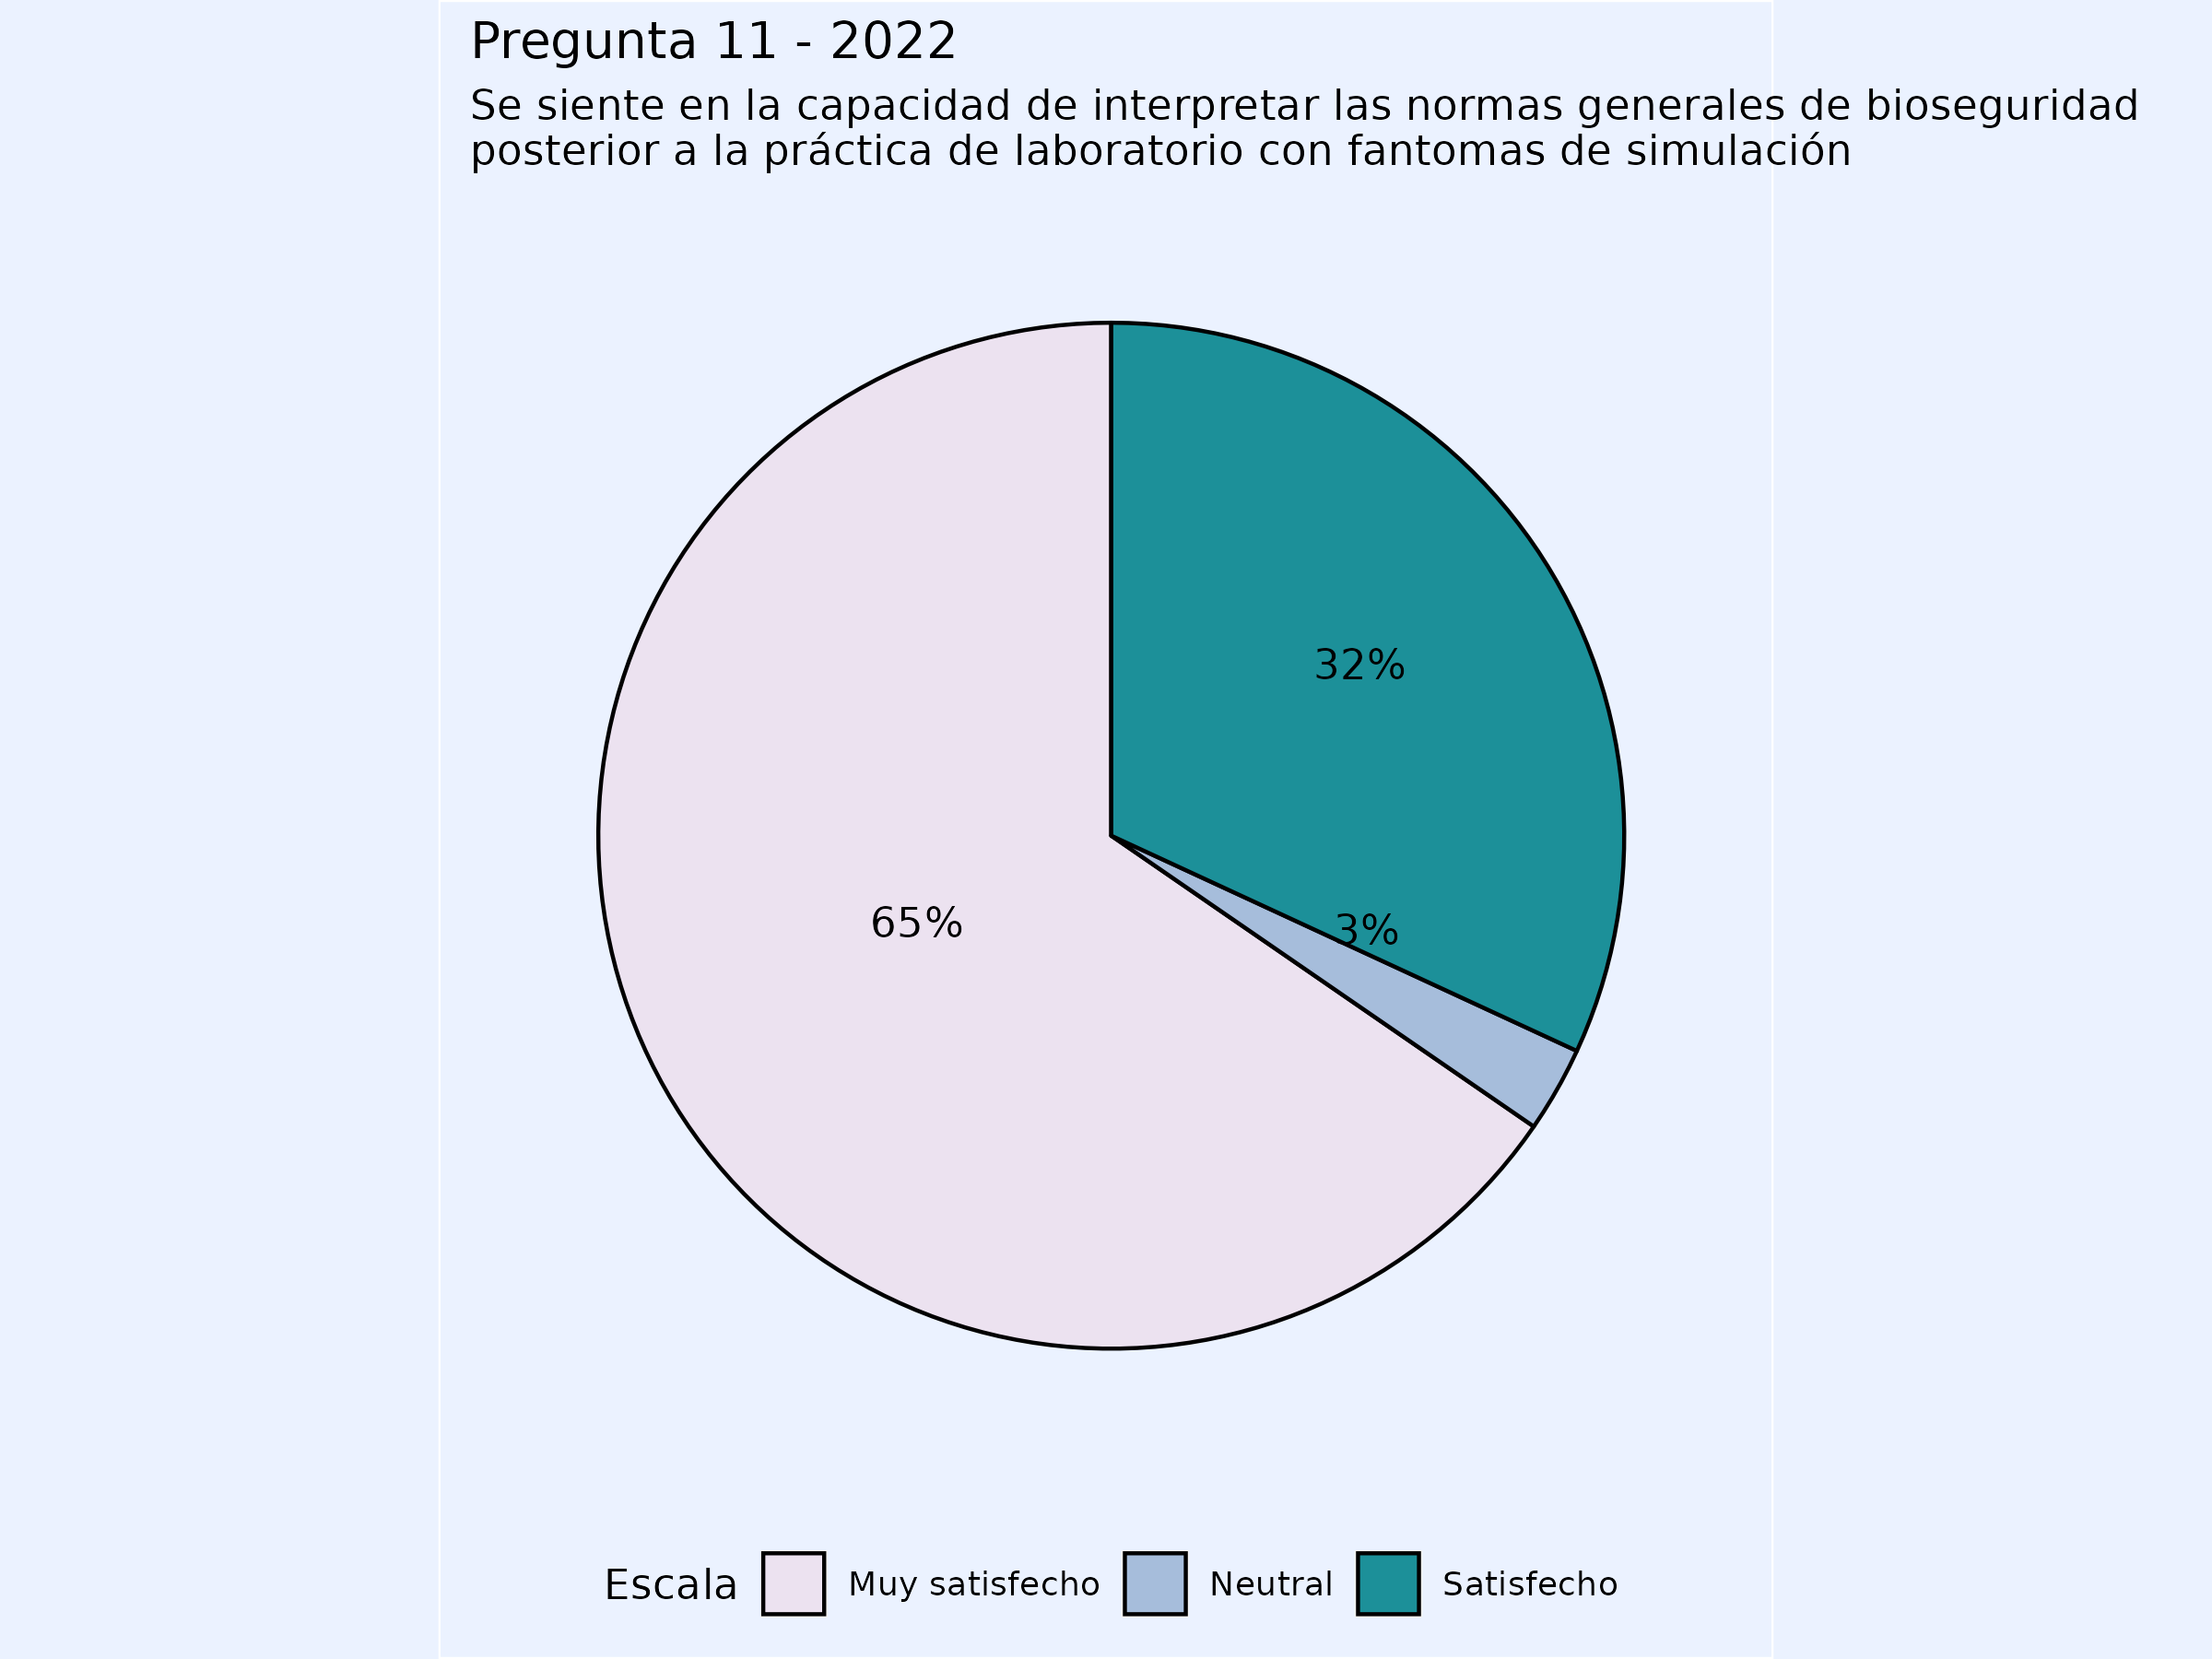 Pregunta 11 - 2022
Se siente en la capacidad de interpretar las normas generales de bioseguridad
posterior a la práctica de laboratorio con fantomas de simulación
32%
65%
3%
Escala Muy satisfecho Neutral Satisfecho